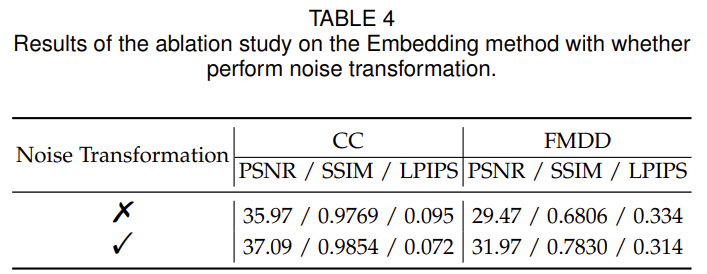 TABLE 4
Results of the ablation study on the Embedding method with whether
perform noise transformation.
Noise Transformation CC FMDD
PSNR / SSIM / LPIPS PSNR / SSIM / LPIPS
✗ 35.97 / 0.9769 / 0.095 29.47 / 0.6806 / 0.334
✓ 37.09 / 0.9854 / 0.072 31.97 / 0.7830 / 0.314